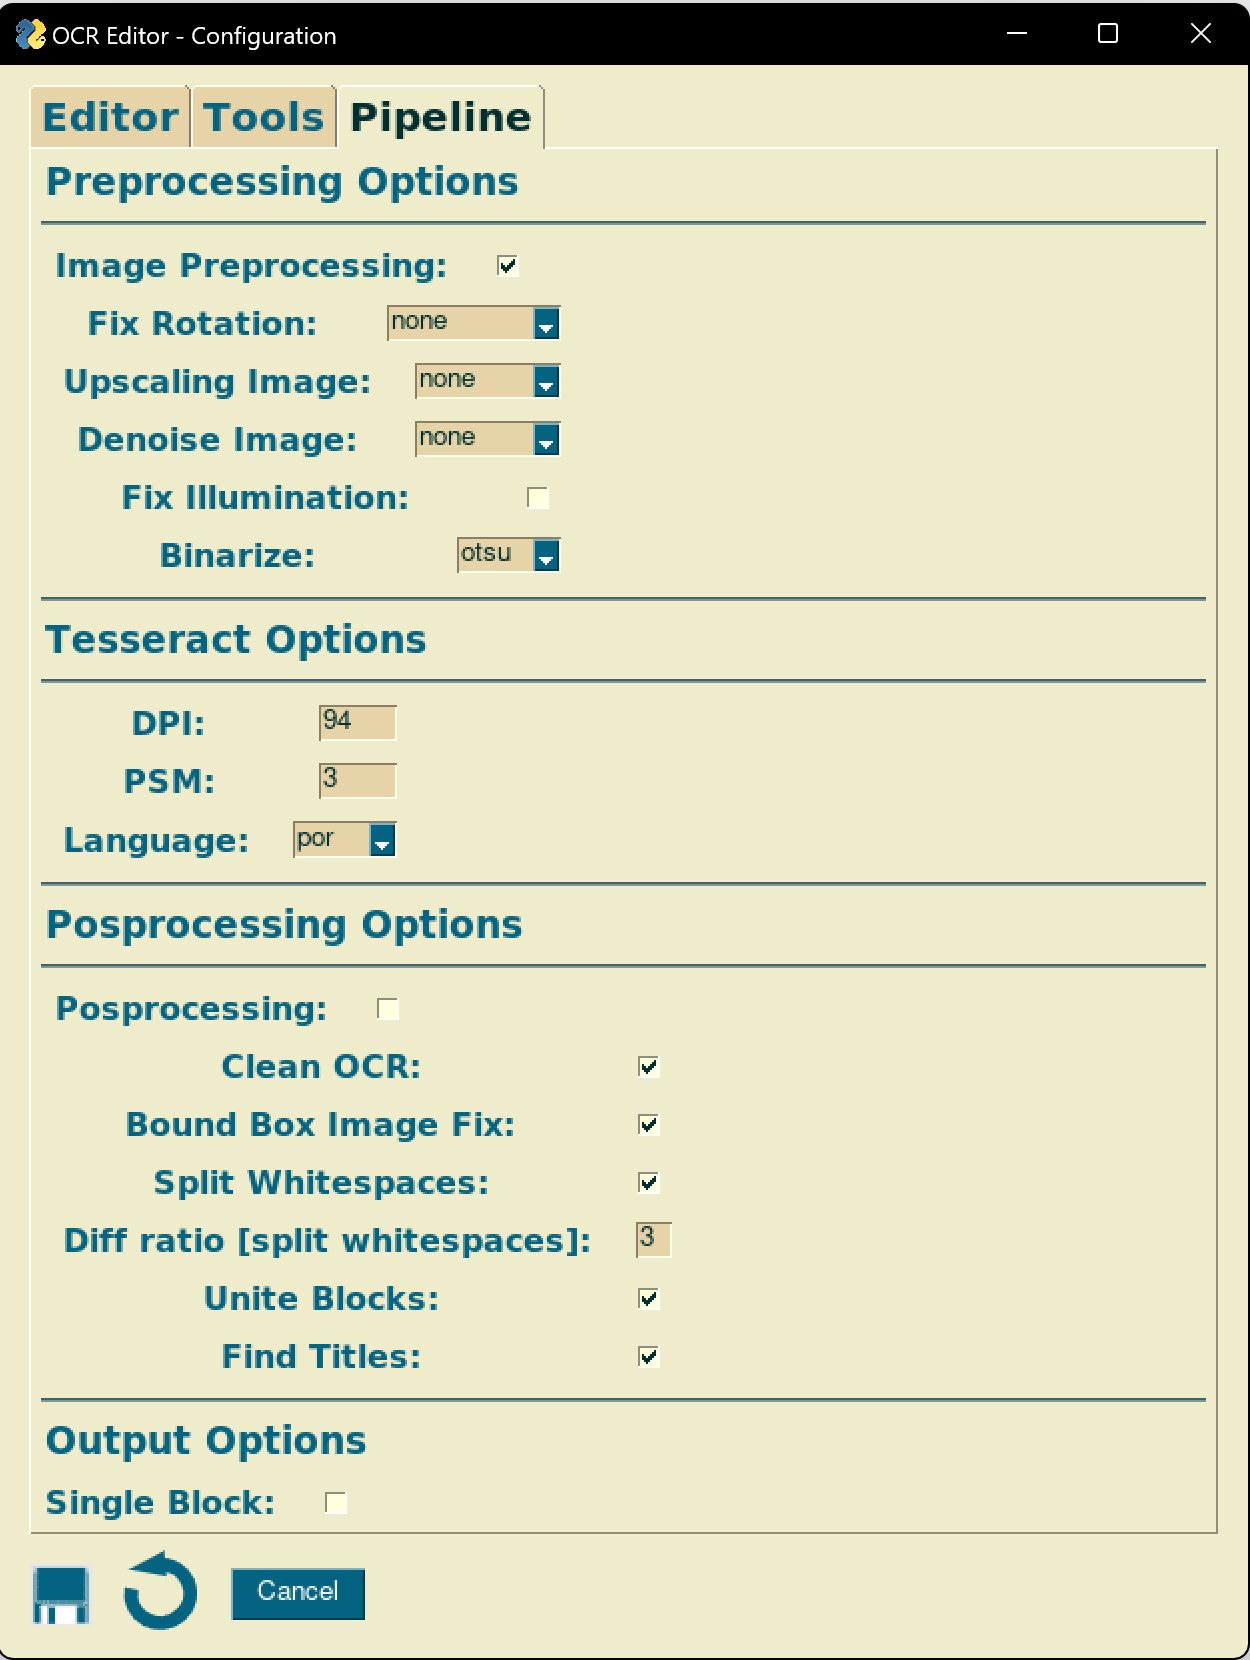 OCR Editor - Configuration
Editor Tools Pipeline
Preprocessing Options
Image Preprocessing:
Fix Rotation: none
Upscaling Image: none
Denoise Image: none
Fix Illumination:
Binarize: otsu
Tesseract Options
DPI: 94
PSM: 3
Language: por
Posprocessing Options
Posprocessing:
Clean OCR:
Bound Box Image Fix:
Split Whitespaces:
Diff ratio [split whitespaces]: 3
Unite Blocks:
Find Titles:
Output Options
Single Block:
Cancel